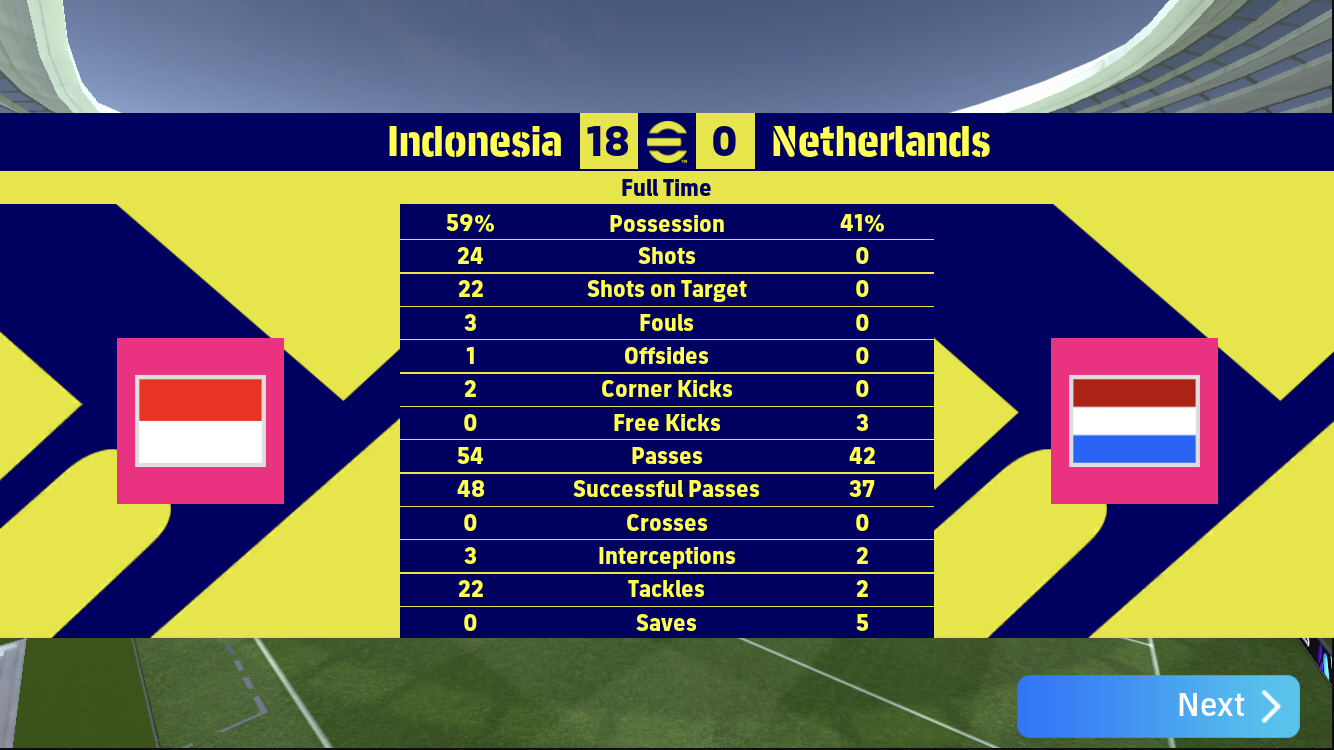 Indonesia 18 0 Netherlands
Full Time
59% Possession 41%
24 Shots 0
22 Shots on Target 0
3 Fouls 0
1 Offsides 0
2 Corner Kicks 0
0 Free Kicks 3
54 Passes 42
48 Successful Passes 37
0 Crosses 0
3 Interceptions 2
22 Tackles 2
0 Saves 5
Next